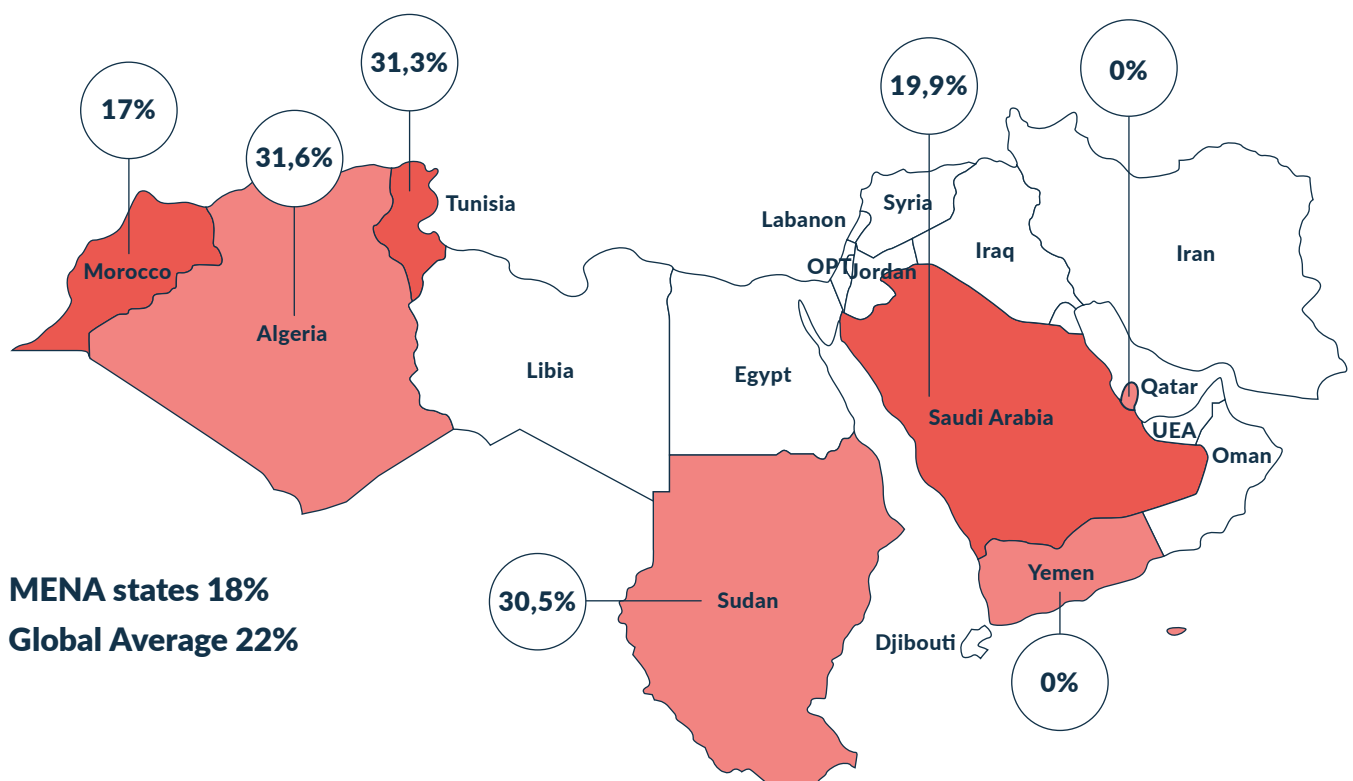 0%
31,3%
19,9%
17%
31,6%
Tunisia
Syria
Labanon
Iraq
Iran
OPT
Jordan
Morocco
Algeria
Libia
Egypt
Qatar
Saudi Arabia
UEA
Oman
Yemen
MENA states 18%
30,5%
Sudan
Global Average 22%
Djibouti
0%